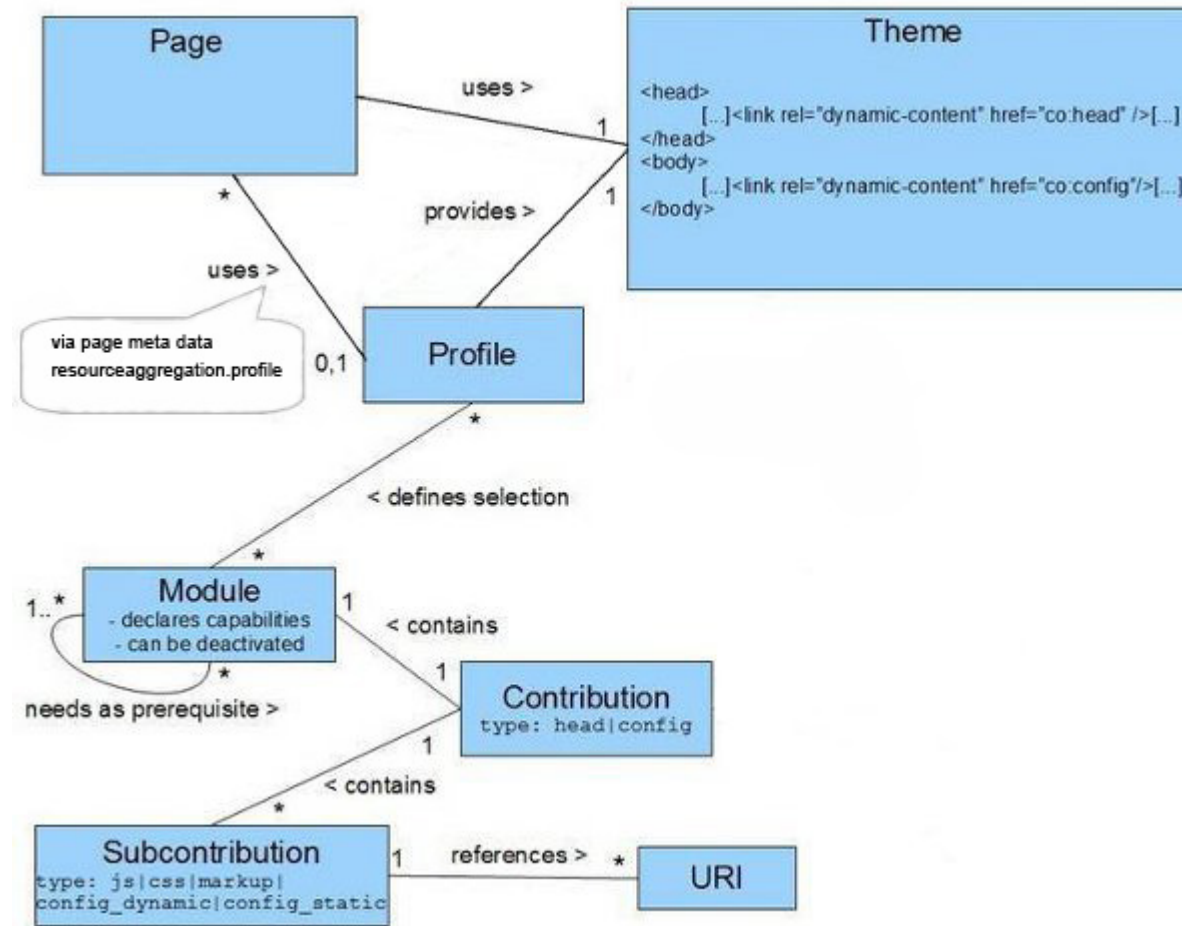 Page
Theme
<head>
[...]<link rel="dynamic-content" href="co:head" />[...]
</head>
<body>
[...]<link rel="dynamic-content" href="co:config"/>[...]
</body>
uses >
1
*
provides >
1
uses >
via page meta data
resourceaggregation.profile
0,1
Profile
*
< defines selection
*
Module
- declares capabilities
- can be deactivated
1..*
1
*
needs as prerequisite >
< contains
1
Contribution
type: head|config
1
< contains
*
Subcontribution
type: js|css|markup|
config_dynamic|config_static
1
references >
*
URI